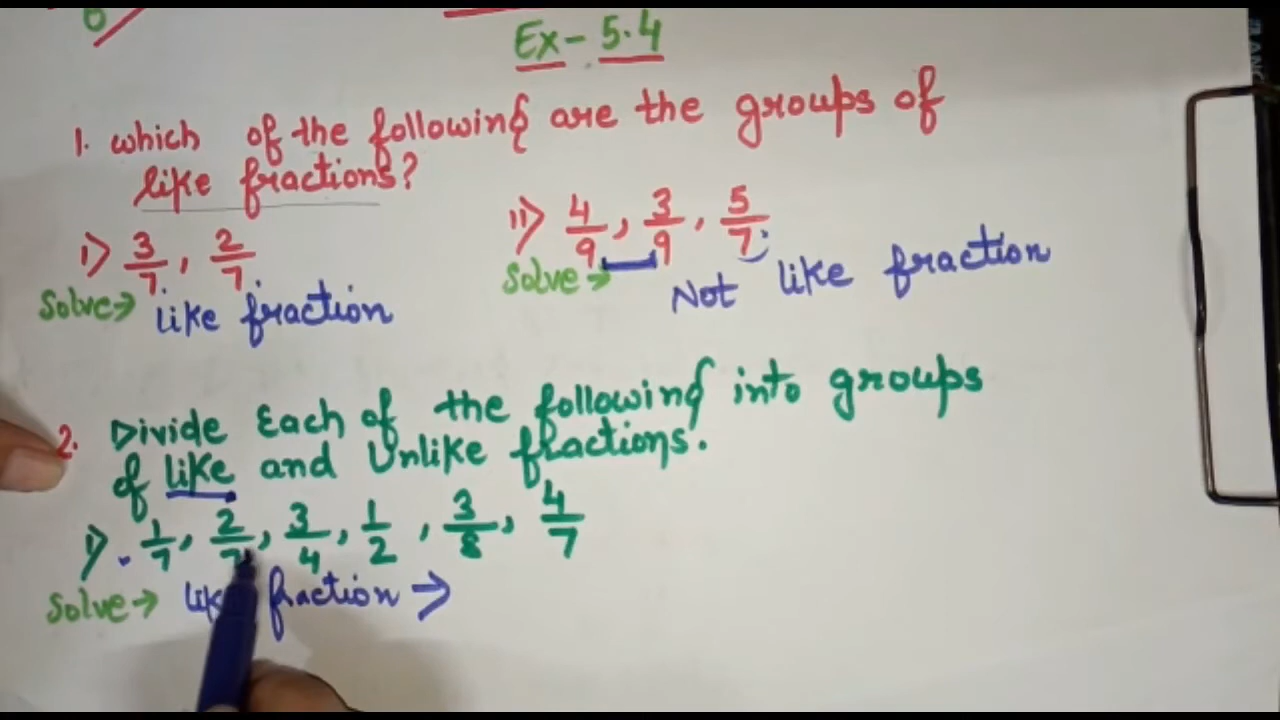 6
Ex - 5.4
1. which of the following are the groups of
like fractions?
i) 3/7, 2/7
Solve→ like fraction
ii) 4/9, 3/9, 5/7
Solve→ Not like fraction
2. Divide Each of the following into groups
of like and Unlike fractions.
i) 1/7, 2/7, 3/4, 1/2, 3/8, 4/7
Solve→ like fraction →